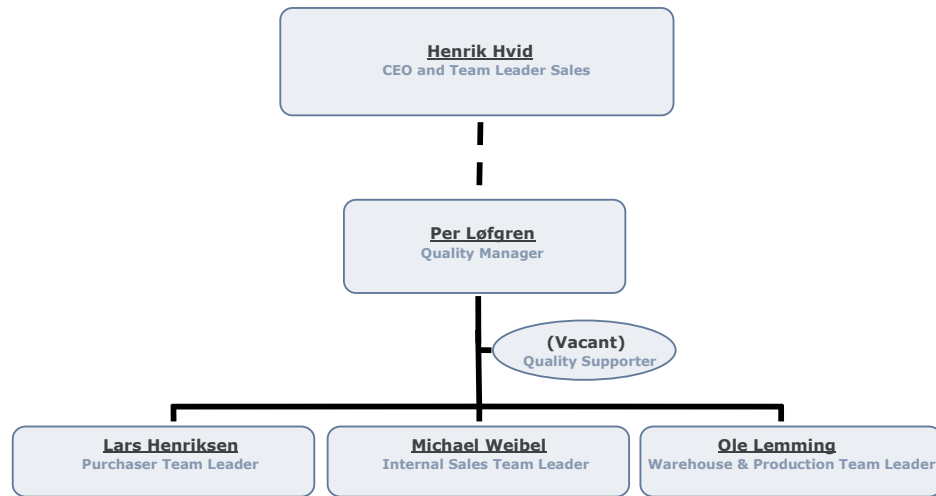 Henrik Hvid
CEO and Team Leader Sales
Per Løfgren
Quality Manager
(Vacant)
Quality Supporter
Lars Henriksen
Purchaser Team Leader
Michael Weibel
Internal Sales Team Leader
Ole Lemming
Warehouse & Production Team Leader